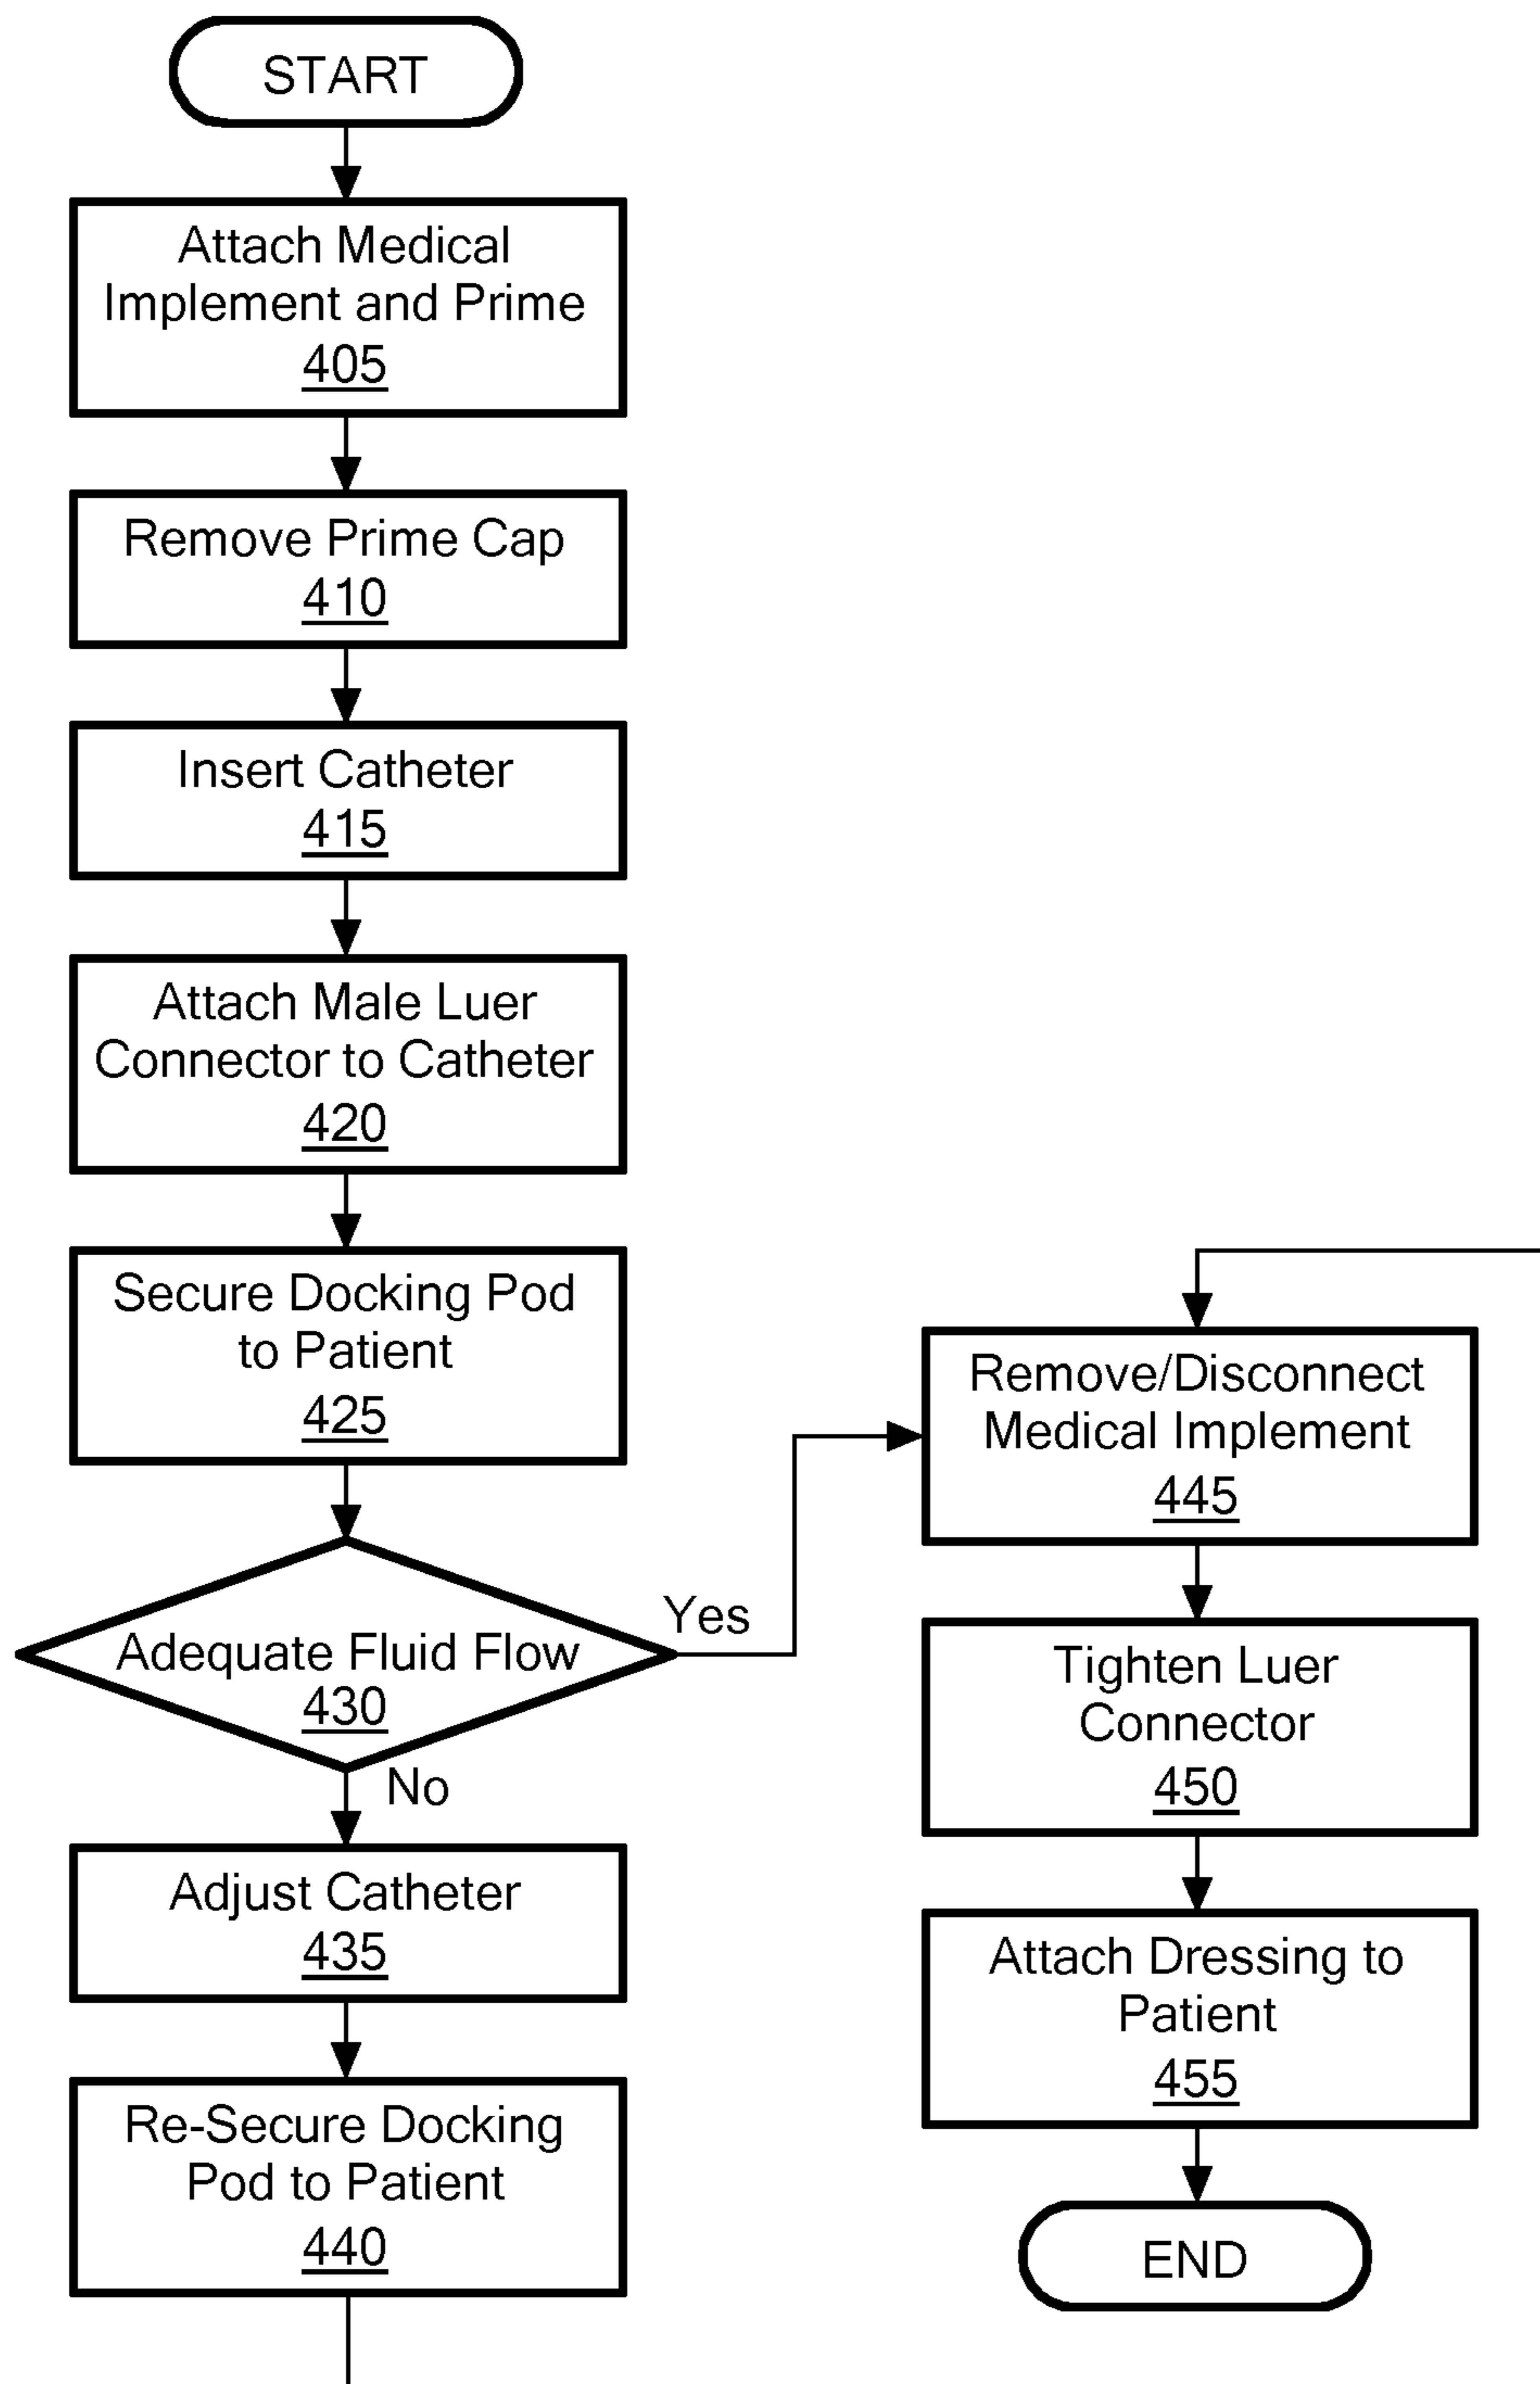 START
Attach Medical
Implement and Prime
405
Remove Prime Cap
410
Insert Catheter
415
Attach Male Luer
Connector to Catheter
420
Secure Docking Pod
to Patient
425
Adequate Fluid Flow
430
Yes
No
Adjust Catheter
435
Re-Secure Docking
Pod to Patient
440
Remove/Disconnect
Medical Implement
445
Tighten Luer
Connector
450
Attach Dressing to
Patient
455
END